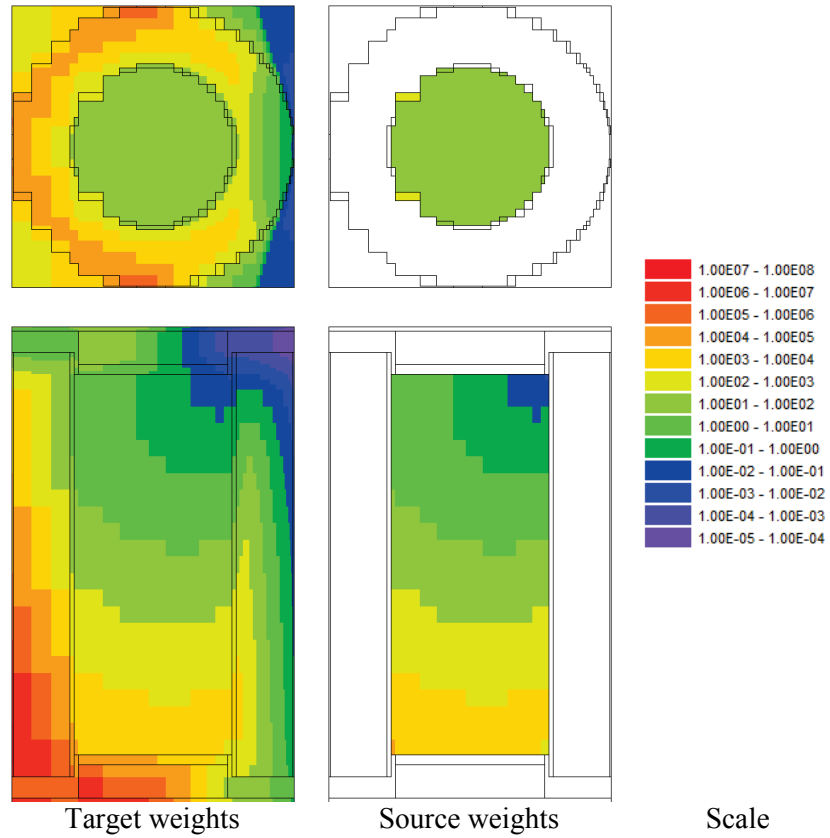 1.00E07 - 1.00E08
1.00E06 - 1.00E07
1.00E05 - 1.00E06
1.00E04 - 1.00E05
1.00E03 - 1.00E04
1.00E02 - 1.00E03
1.00E01 - 1.00E02
1.00E00 - 1.00E01
1.00E-01 - 1.00E00
1.00E-02 - 1.00E-01
1.00E-03 - 1.00E-02
1.00E-04 - 1.00E-03
1.00E-05 - 1.00E-04
Target weights
Source weights
Scale